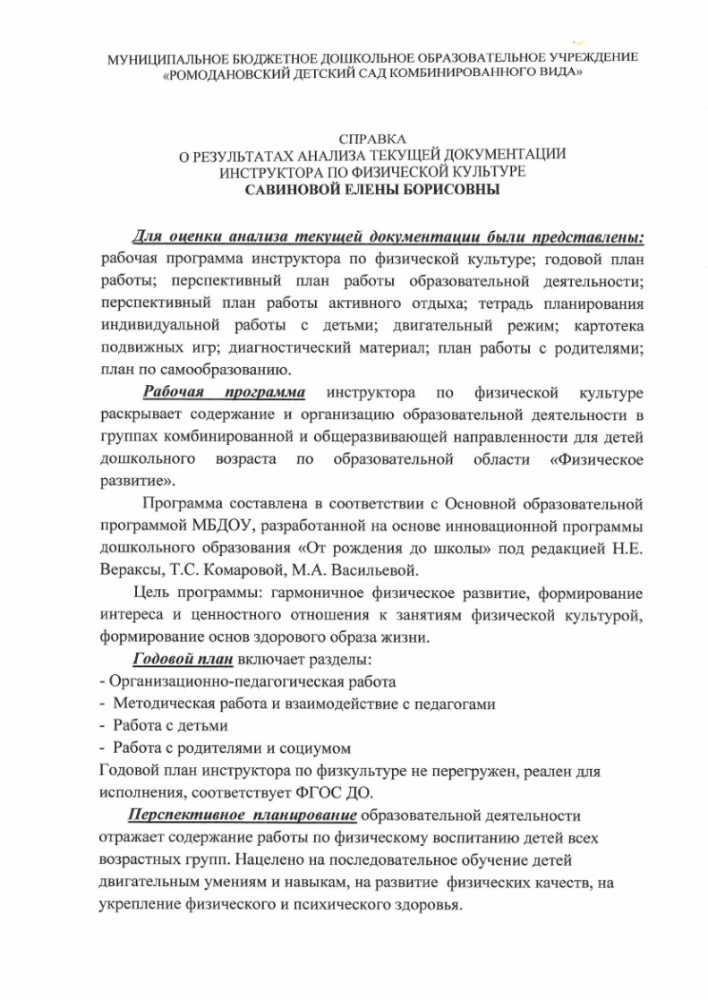 МУНИЦИПАЛЬНОЕ БЮДЖЕТНОЕ ДОШКОЛЬНОЕ ОБРАЗОВАТЕЛЬНОЕ УЧРЕЖДЕНИЕ
«РОМОДАНОВСКИЙ ДЕТСКИЙ САД КОМБИНИРОВАННОГО ВИДА»
СПРАВКА
О РЕЗУЛЬТАТАХ АНАЛИЗА ТЕКУЩЕЙ ДОКУМЕНТАЦИИ
ИНСТРУКТОРА ПО ФИЗИЧЕСКОЙ КУЛЬТУРЕ
САВИНОВОЙ ЕЛЕНЫ БОРИСОВНЫ
Для оценки анализа текущей документации были представлены:
рабочая программа инструктора по физической культуре; годовой план
работы; перспективный план работы образовательной деятельности;
перспективный план работы активного отдыха; тетрадь планирования
индивидуальной работы с детьми; двигательный режим; картотека
подвижных игр; диагностический материал; план работы с родителями;
план по самообразованию.
Рабочая программа инструктора по физической культуре
раскрывает содержание и организацию образовательной деятельности в
группах комбинированной и общеразвивающей направленности для детей
дошкольного возраста по образовательной области «Физическое
развитие».
Программа составлена в соответствии с Основной образовательной
программой МБДОУ, разработанной на основе инновационной программы
дошкольного образования «От рождения до школы» под редакцией Н.Е.
Вераксы, Т.С. Комаровой, М.А. Васильевой.
Цель программы: гармоничное физическое развитие, формирование
интереса и ценностного отношения к занятиям физической культурой,
формирование основ здорового образа жизни.
Годовой план включает разделы:
- Организационно-педагогическая работа
- Методическая работа и взаимодействие с педагогами
- Работа с детьми
- Работа с родителями и социумом
Годовой план инструктора по физкультуре не перегружен, реален для
исполнения, соответствует ФГОС ДО.
Перспективное планирование образовательной деятельности
отражает содержание работы по физическому воспитанию детей всех
возрастных групп. Нацелено на последовательное обучение детей
двигательным умениям и навыкам, на развитие физических качеств, на
укрепление физического и психического здоровья.